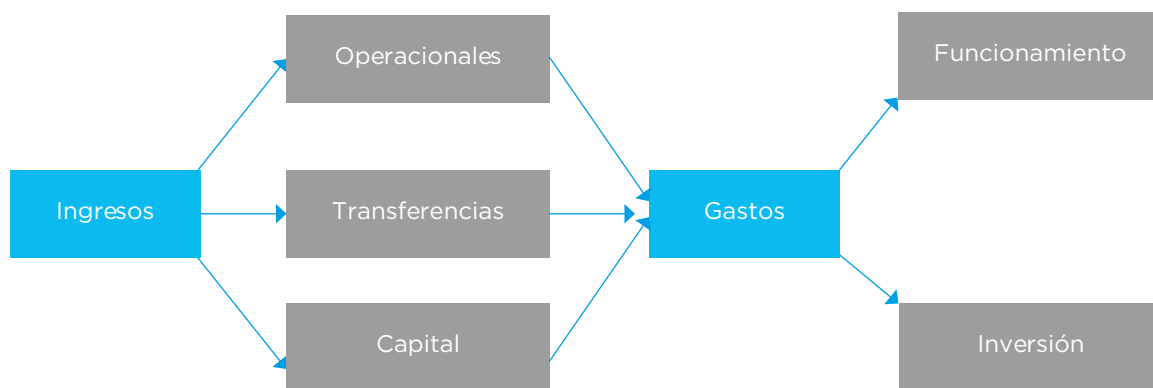 Ingresos
Operacionales
Transferencias
Capital
Gastos
Funcionamiento
Inversión